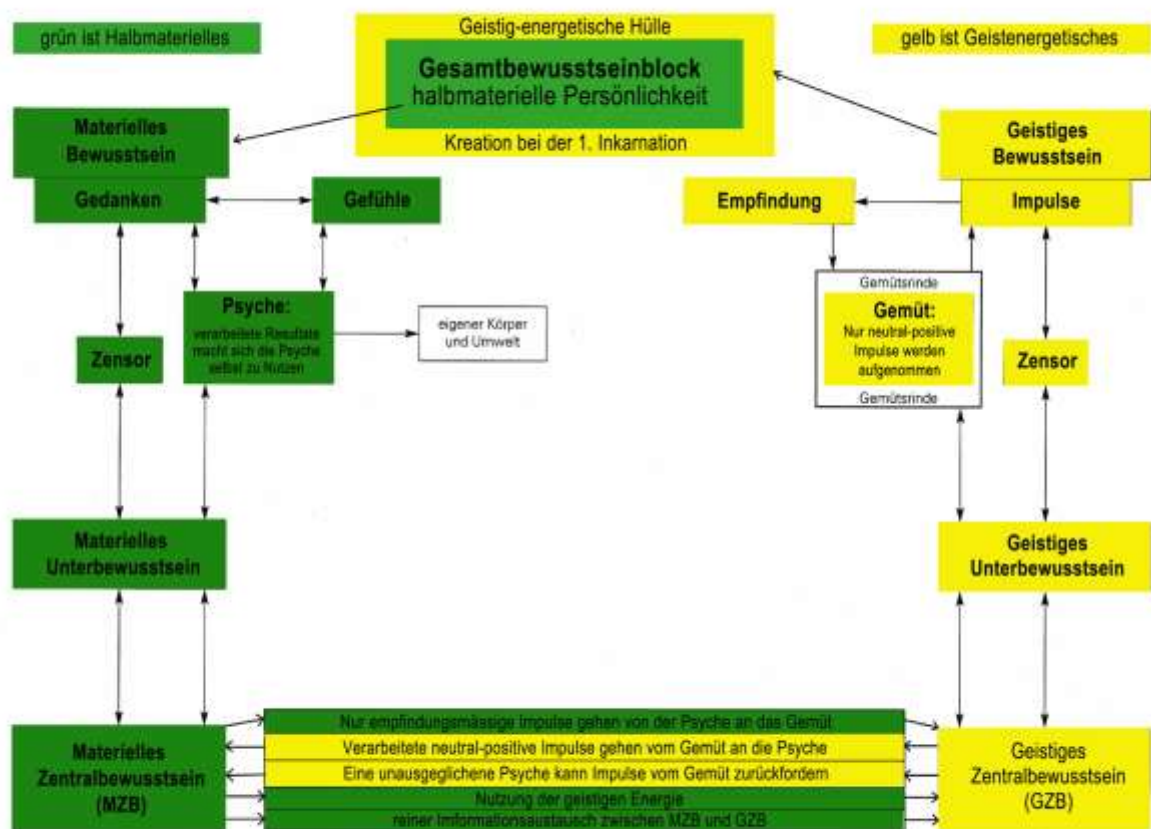 grün ist Halbmaterielles
Geistig-energetische Hülle
Gesamtbewusstseinblock
halbmaterielle Persönlichkeit
Kreation bei der 1. Inkarnation
gelb ist Geistenergetisches
Materielles
Bewusstsein
Gedanken
Gefühle
Empfindung
Geistiges
Bewusstsein
Impulse
Psyche:
verarbeitete Resultate
macht sich die Psyche
selbst zu Nutzen
eigener Körper
und Umwelt
Gemütsrinde
Gemüt:
Nur neutral-positive
Impulse werden
aufgenommen
Gemütsrinde
Zensor
Zensor
Materielles
Unterbewusstsein
Geistiges
Unterbewusstsein
Materielles
Zentralbewusstsein
(MZB)
Nur empfindungsmässige Impulse gehen von der Psyche an das Gemüt
Verarbeitete neutral-positive Impulse gehen vom Gemüt an die Psyche
Eine unausgeglichene Psyche kann Impulse vom Gemüt zurückfordern
Nutzung der geistigen Energie
reiner Imformationsaustausch zwischen MZB und GZB
Geistiges
Zentralbewusstsein
(GZB)